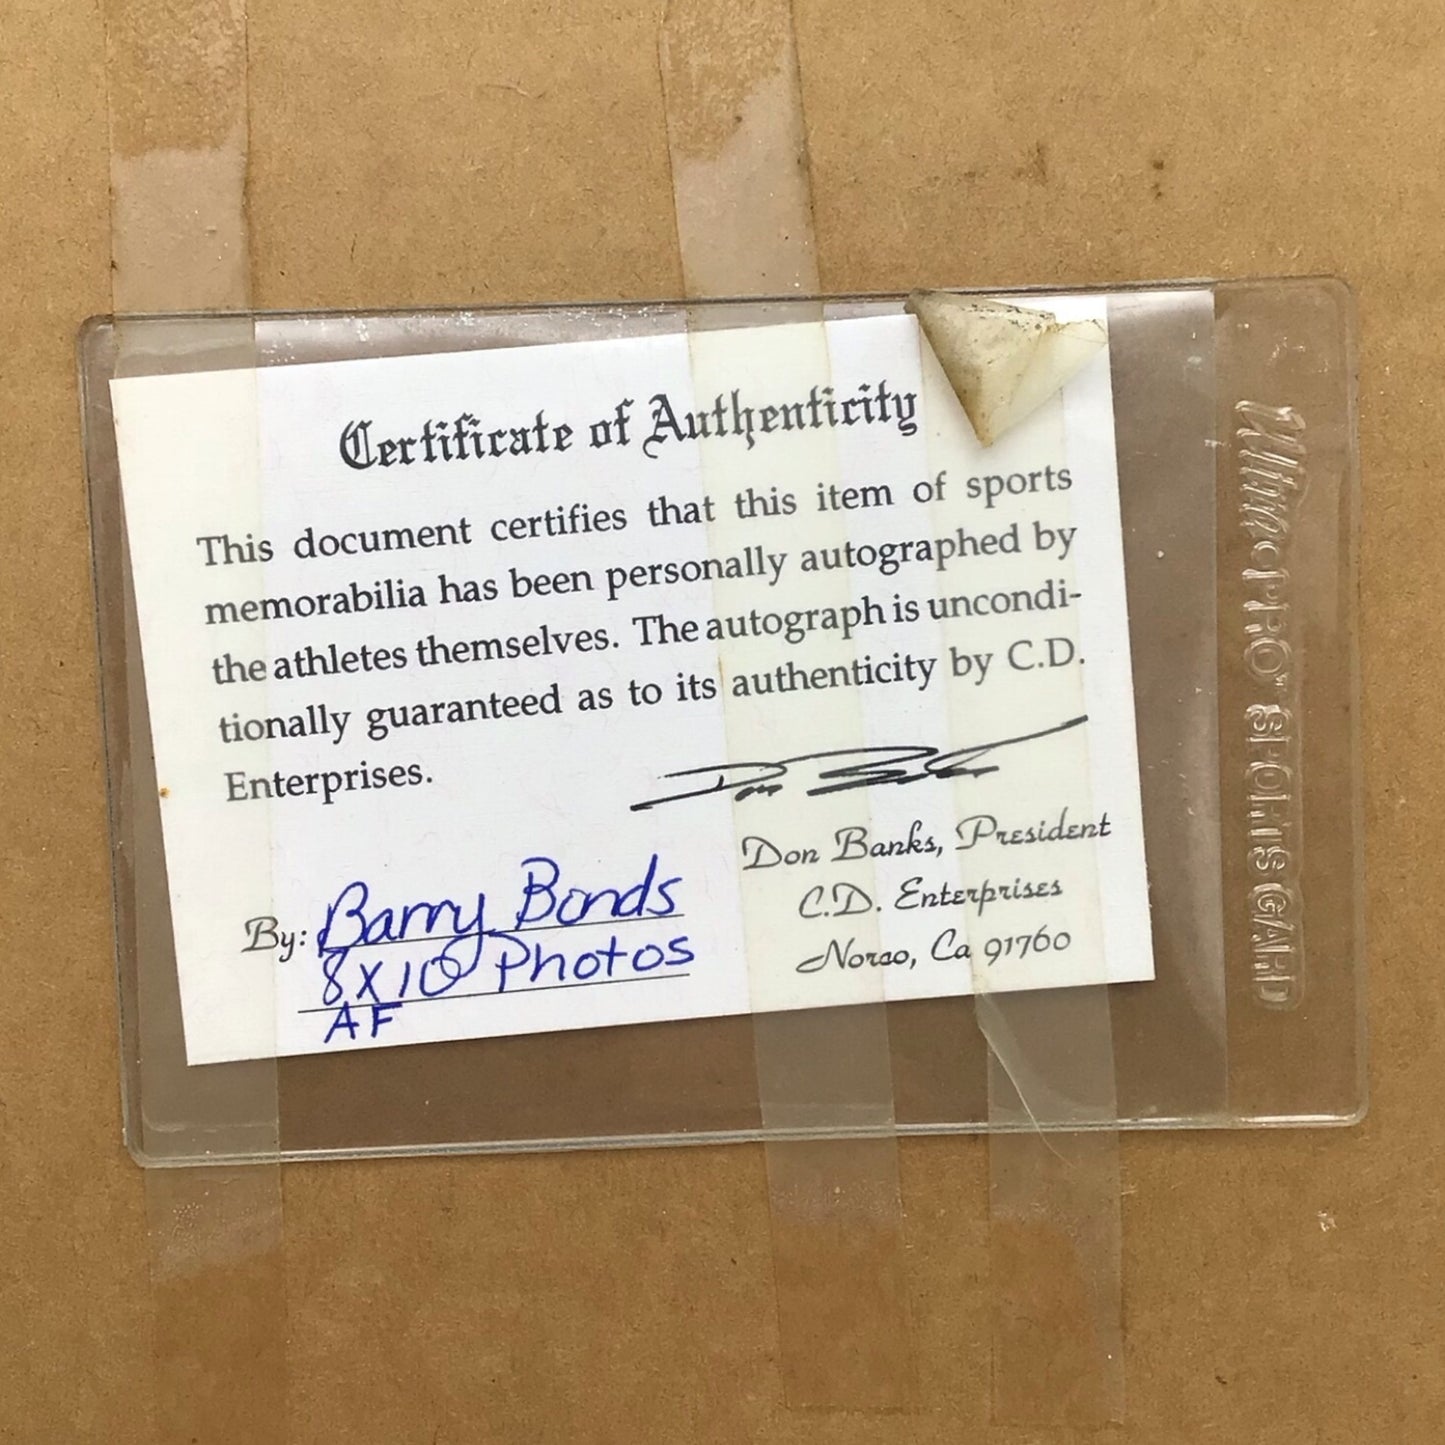 Certificate of Authenticity
This document certifies that this item of sports
memorabilia has been personally autographed by
the athletes themselves. The autograph is uncondi-
tionally guaranteed as to its authenticity by C.D.
Enterprises.
Don Banks, President
C.D. Enterprises
Norco, Ca 91760
By: Barry Bonds
8X10 Photos
AF
Ultra•PRO SPORTS GARD